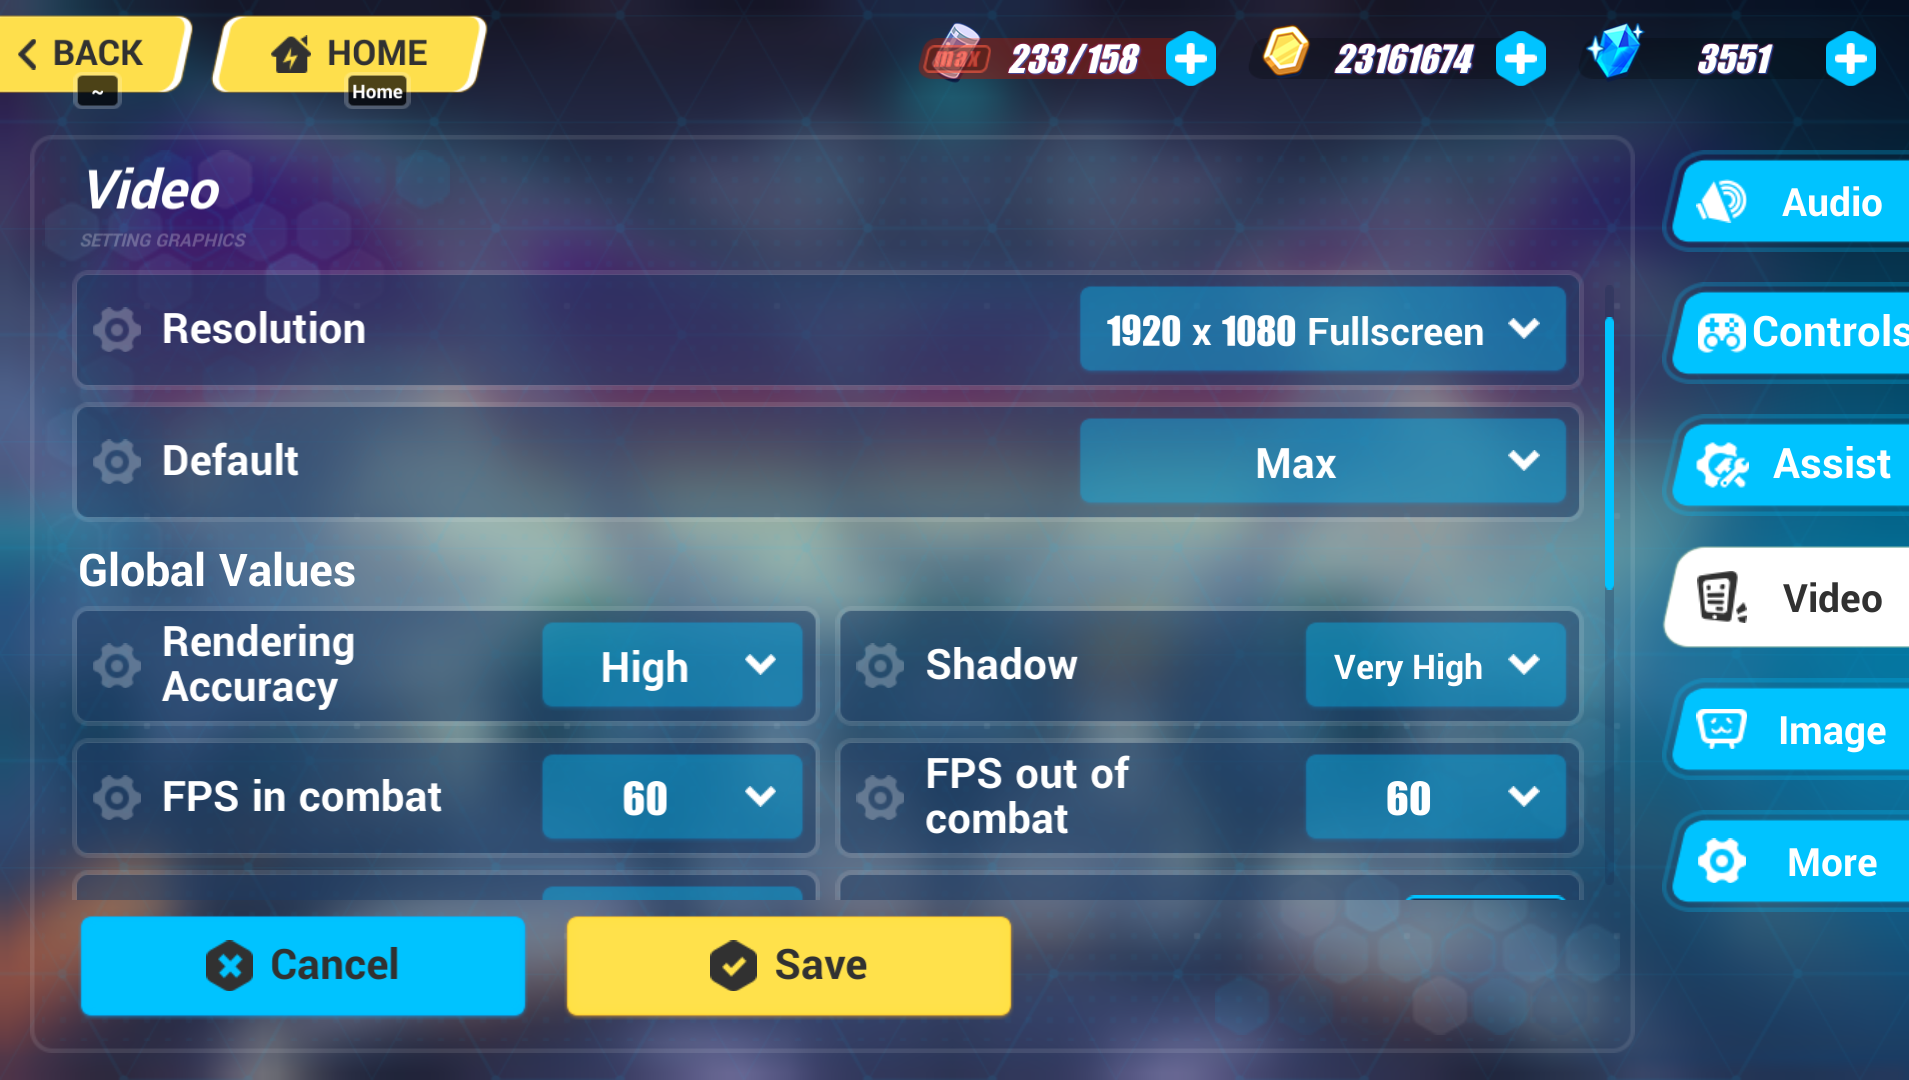 BACK
~
HOME
Home
max
233/158
23161674
3551
Video
SETTING GRAPHICS
Resolution
1920 x 1080 Fullscreen
Default
Max
Global Values
Rendering
Accuracy
High
Shadow
Very High
FPS in combat
60
FPS out of
combat
60
Cancel
Save
Audio
Controls
Assist
Video
Image
More